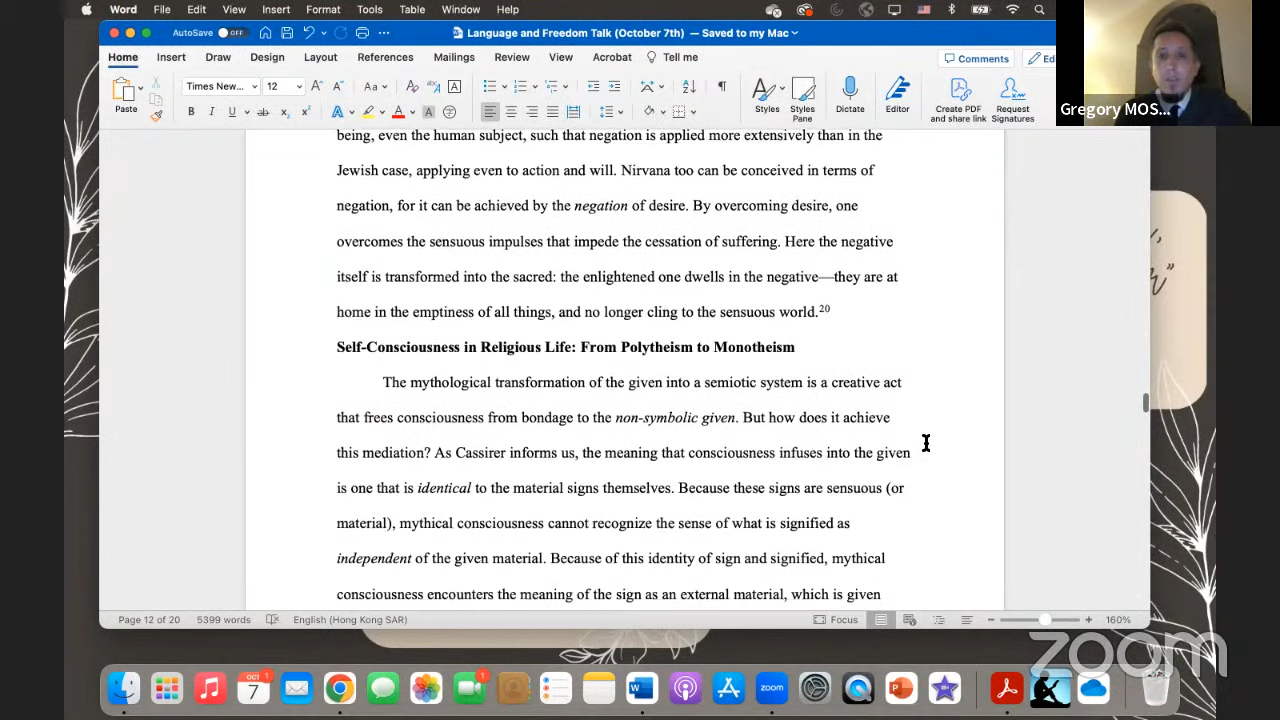 Word File Edit View Insert Format Tools Table Window Help
AutoSave OFF Language and Freedom Talk (October 7th) — Saved to my Mac
Home Insert Draw Design Layout References Mailings Review View Acrobat Tell me Comments
Paste Times New... 12 Aa Styles Styles Pane Dictate Editor Create PDF and share link Request Signatures
Gregory MOS...
being, even the human subject, such that negation is applied more extensively than in the
Jewish case, applying even to action and will. Nirvana too can be conceived in terms of
negation, for it can be achieved by the negation of desire. By overcoming desire, one
overcomes the sensuous impulses that impede the cessation of suffering. Here the negative
itself is transformed into the sacred: the enlightened one dwells in the negative—they are at
home in the emptiness of all things, and no longer cling to the sensuous world.20
Self-Consciousness in Religious Life: From Polytheism to Monotheism
The mythological transformation of the given into a semiotic system is a creative act
that frees consciousness from bondage to the non-symbolic given. But how does it achieve
this mediation? As Cassirer informs us, the meaning that consciousness infuses into the given
is one that is identical to the material signs themselves. Because these signs are sensuous (or
material), mythical consciousness cannot recognize the sense of what is signified as
independent of the given material. Because of this identity of sign and signified, mythical
consciousness encounters the meaning of the sign as an external material, which is given
Page 12 of 20 5399 words English (Hong Kong SAR) Focus 160%
zoom
OCT 7
zoom